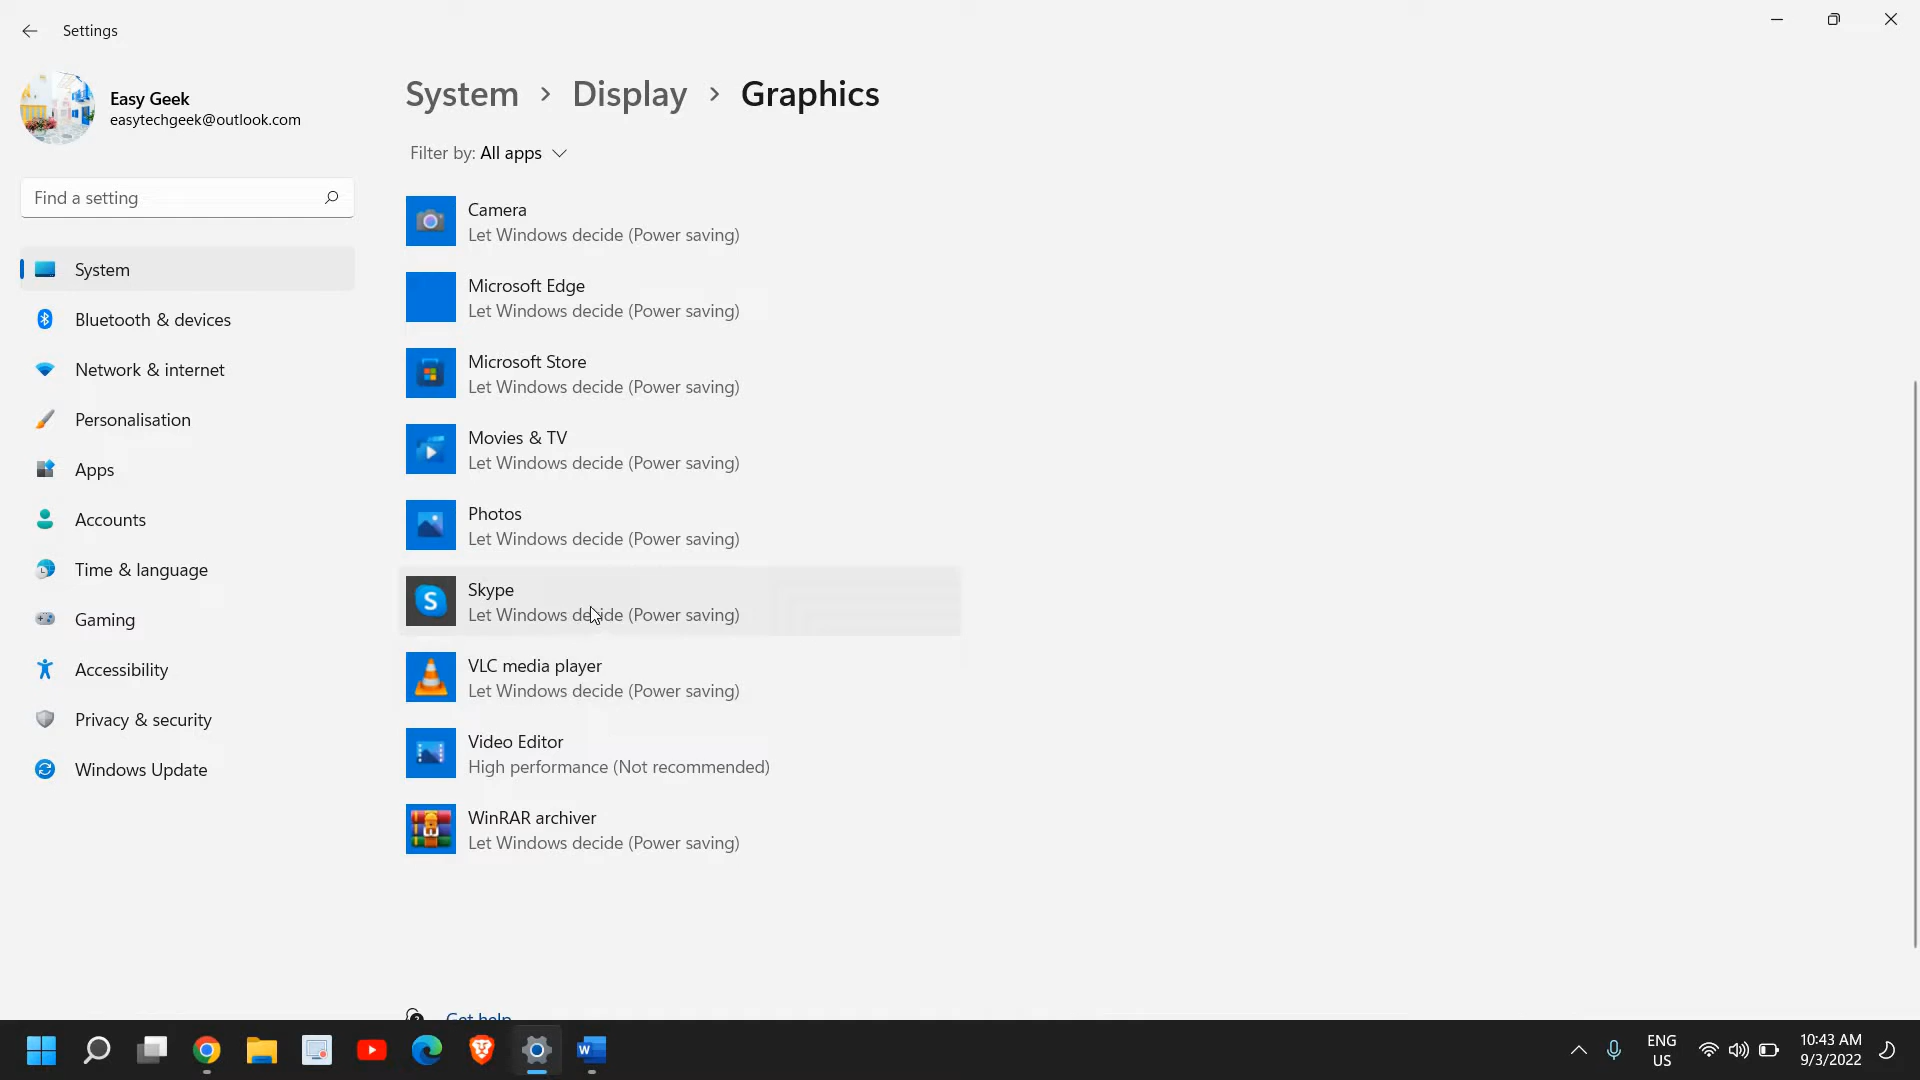 Settings
Easy Geek
easytechgeek@outlook.com
Find a setting
System
Bluetooth & devices
Network & internet
Personalisation
Apps
Accounts
Time & language
Gaming
Accessibility
Privacy & security
Windows Update
System > Display > Graphics
Filter by: All apps
Camera
Let Windows decide (Power saving)
Microsoft Edge
Let Windows decide (Power saving)
Microsoft Store
Let Windows decide (Power saving)
Movies & TV
Let Windows decide (Power saving)
Photos
Let Windows decide (Power saving)
S
Skype
Let Windows decide (Power saving)
VLC media player
Let Windows decide (Power saving)
Video Editor
High performance (Not recommended)
WinRAR archiver
Let Windows decide (Power saving)
Get help
W
ENG
US
10:43 AM
9/3/2022